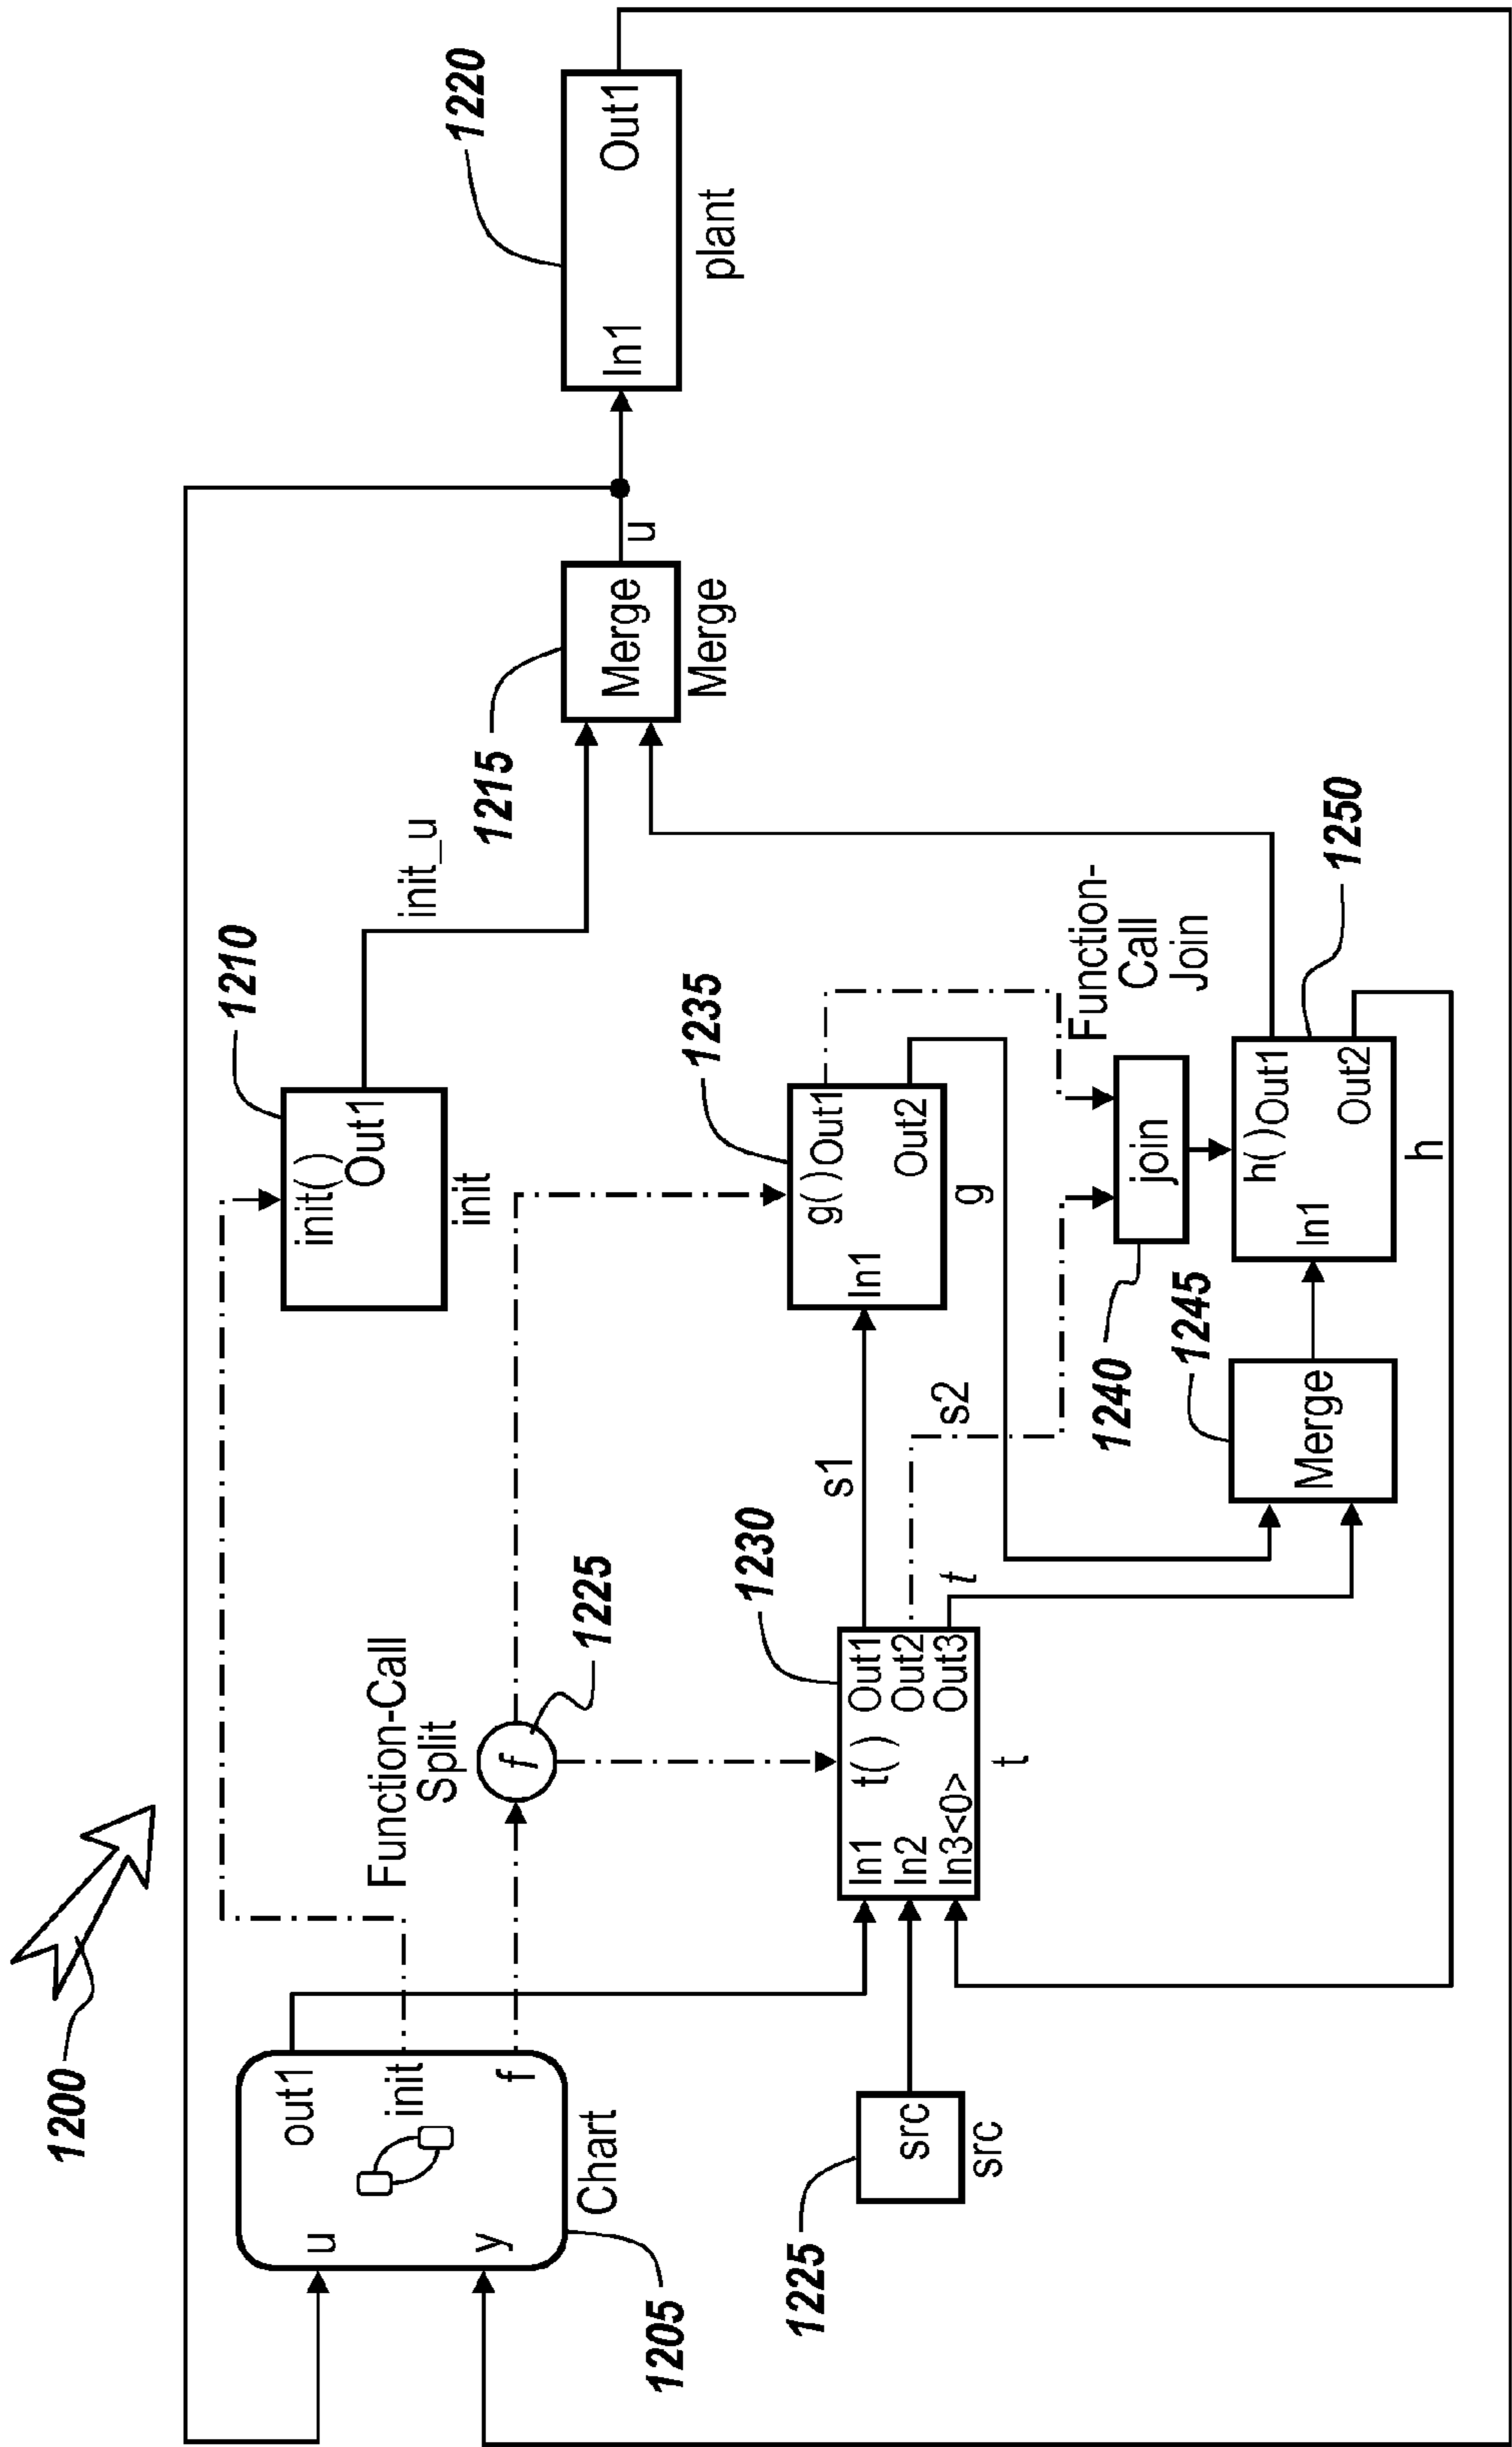 1200
1205
u
y
out1
init
f
Chart
1210
init()
Out1
init
init_u
1215
Merge
Merge
u
1220
In1
Out1
plant
Function-Call
Split
f
1225
1225
src
src
1230
In1
In2
In3<0>
t()
Out1
Out2
Out3
t
s1
s2
t
1235
g()Out1
In1
Out2
g
Function-
Call
Join
join
1240
1245
Merge
1250
h()Out1
In1
Out2
h